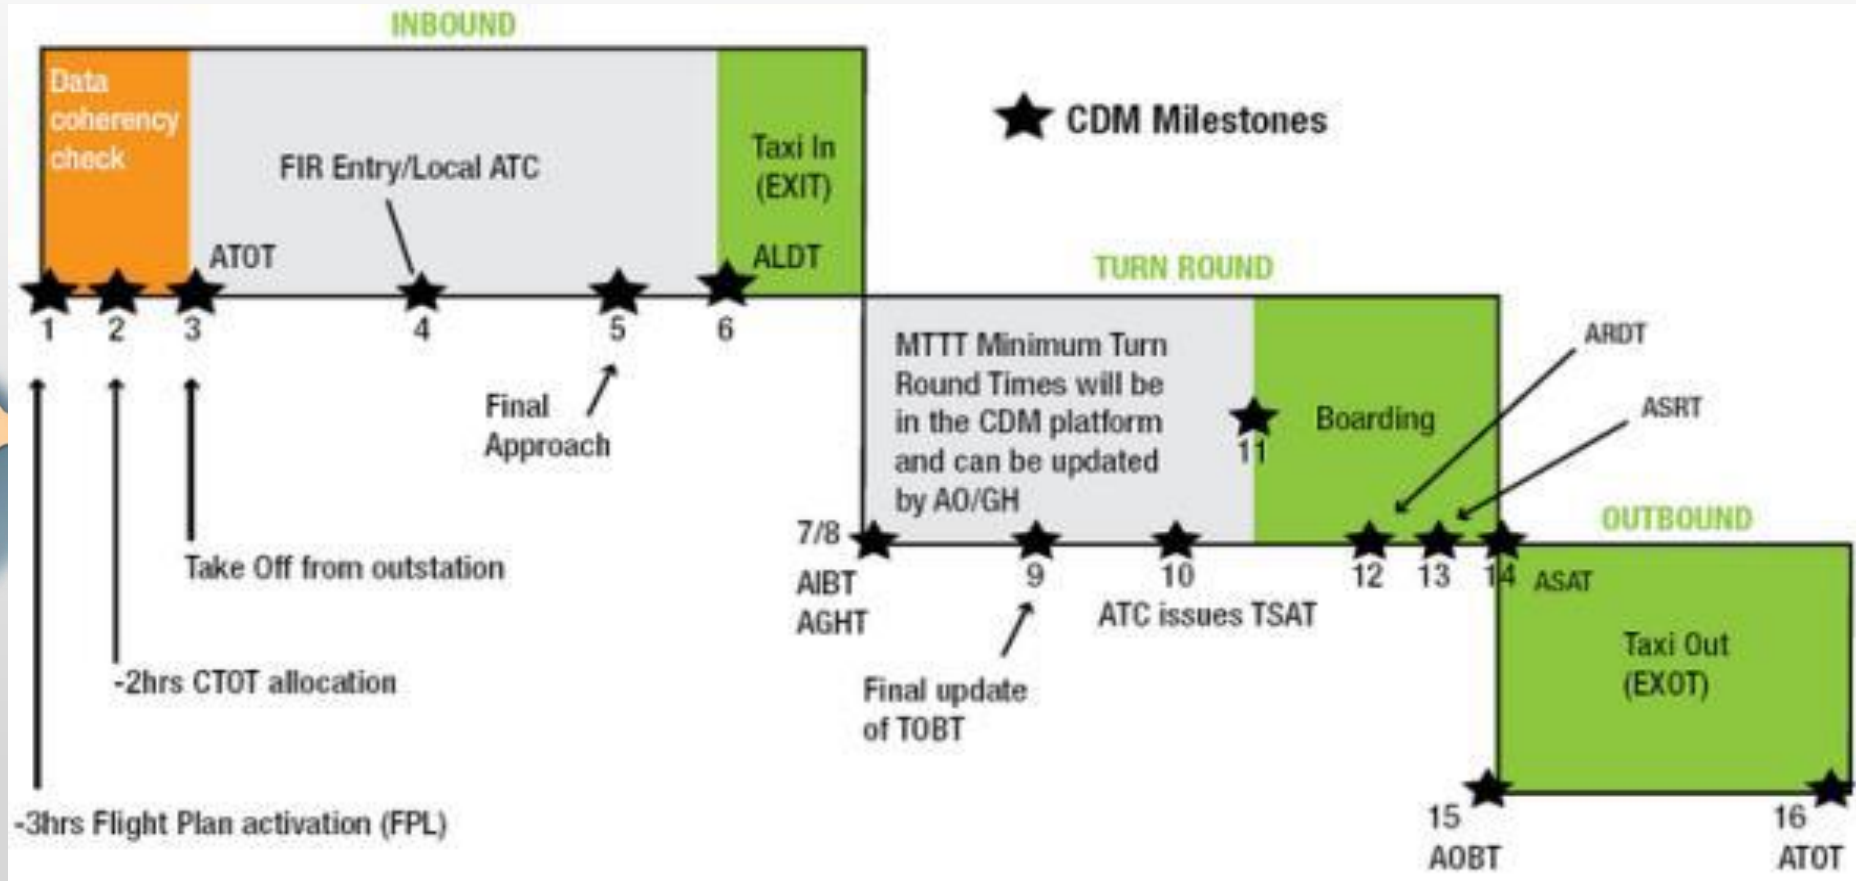 INBOUND
Data
coherency
check
FIR Entry/Local ATC
Taxi In
(EXIT)
ATOT
ALDT
1
2
3
4
5
6
Final
Approach
Take Off from outstation
-2hrs CTOT allocation
-3hrs Flight Plan activation (FPL)
CDM Milestones
TURN ROUND
MTTT Minimum Turn
Round Times will be
in the CDM platform
and can be updated
by AO/GH
11
Boarding
ARDT
ASRT
7/8
AIBT
AGHT
9
10
12
13
14
ASAT
Final update
of TOBT
ATC issues TSAT
OUTBOUND
Taxi Out
(EXOT)
15
AOBT
16
ATOT